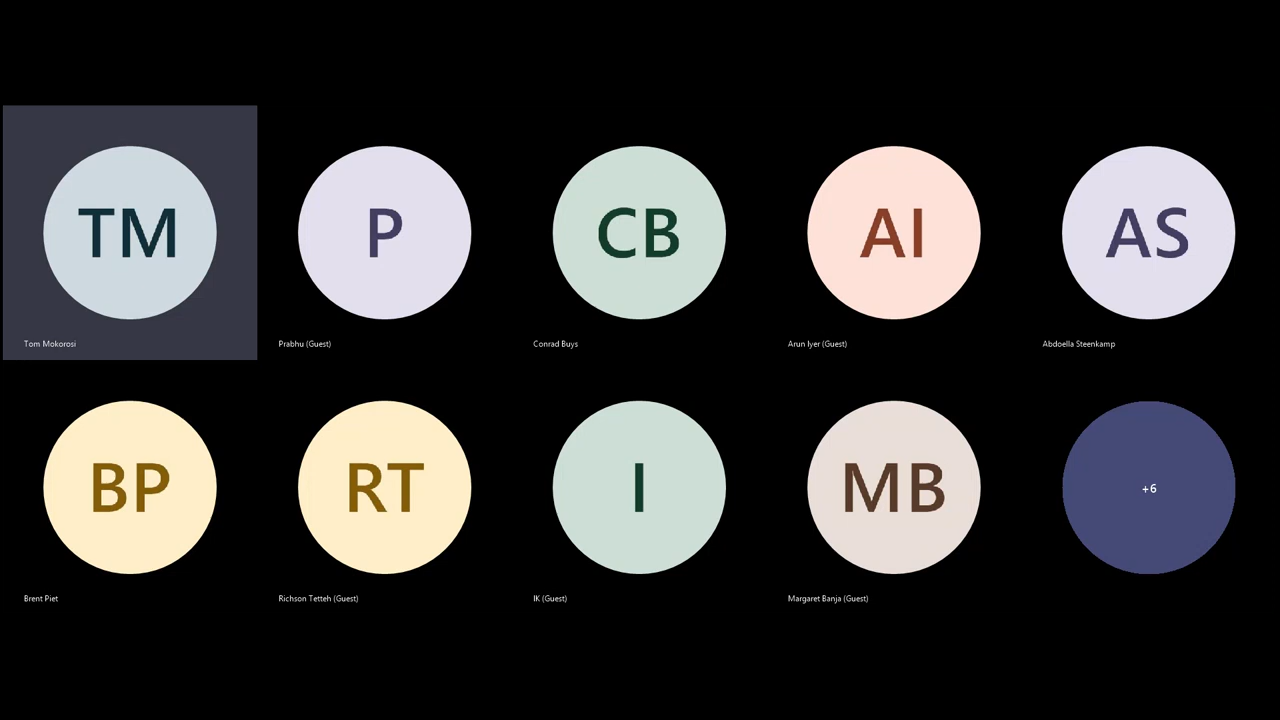 TM
P
CB
AI
AS
Tom Mokorosi
Prabhu (Guest)
Conrad Buys
Arun Iyer (Guest)
Abdoella Steenkamp
BP
RT
I
MB
+6
Brent Piet
Richson Tetteh (Guest)
IK (Guest)
Margaret Banja (Guest)